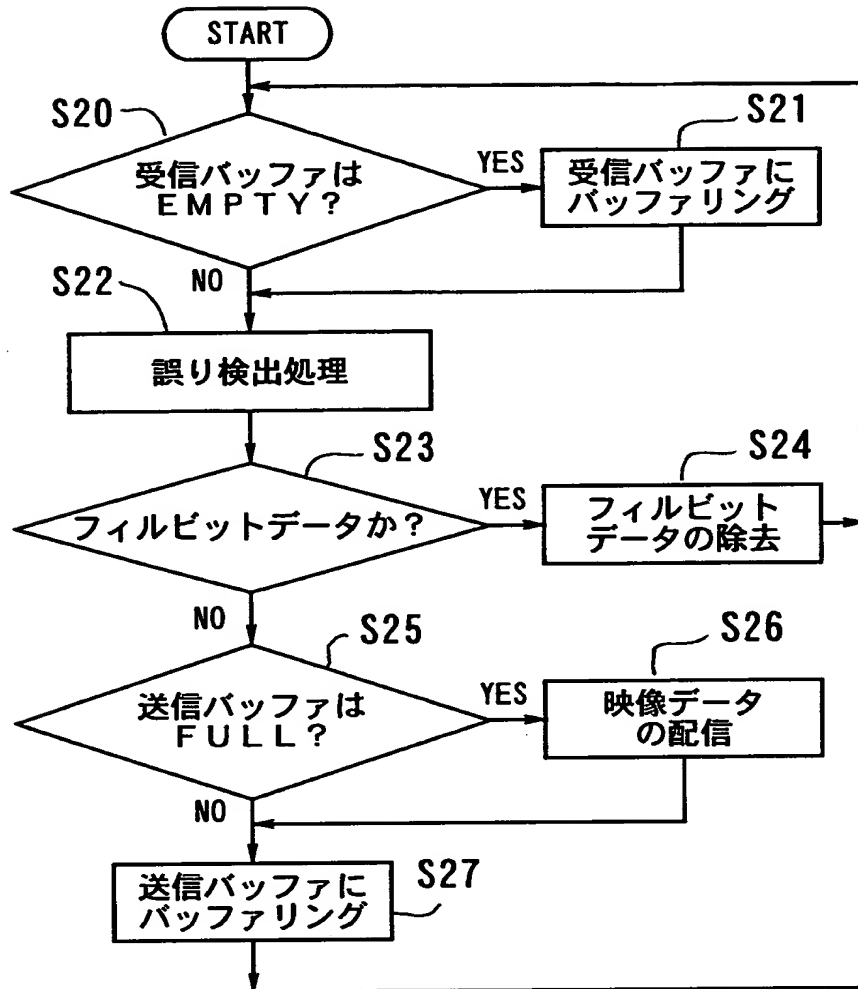 START
S20
受信バッファは
ＥＭＰＴＹ？
YES
S21
受信バッファに
バッファリング
NO
S22
誤り検出処理
S23
フィルビットデータか？
YES
S24
フィルビット
データの除去
NO
S25
送信バッファは
ＦＵＬＬ？
YES
S26
映像データ
の配信
NO
送信バッファに
バッファリング
S27